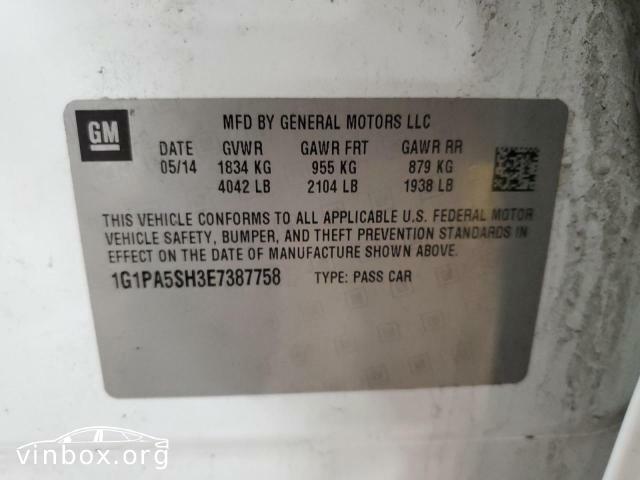 GM
MFD BY GENERAL MOTORS LLC
DATE GVWR GAWR FRT GAWR RR
05/14 1834 KG 955 KG 879 KG
4042 LB 2104 LB 1938 LB
THIS VEHICLE CONFORMS TO ALL APPLICABLE U.S. FEDERAL MOTOR
VEHICLE SAFETY, BUMPER, AND THEFT PREVENTION STANDARDS IN
EFFECT ON THE DATE OF MANUFACTURE SHOWN ABOVE.
1G1PA5SH3E7387758 TYPE: PASS CAR
vinbox.org